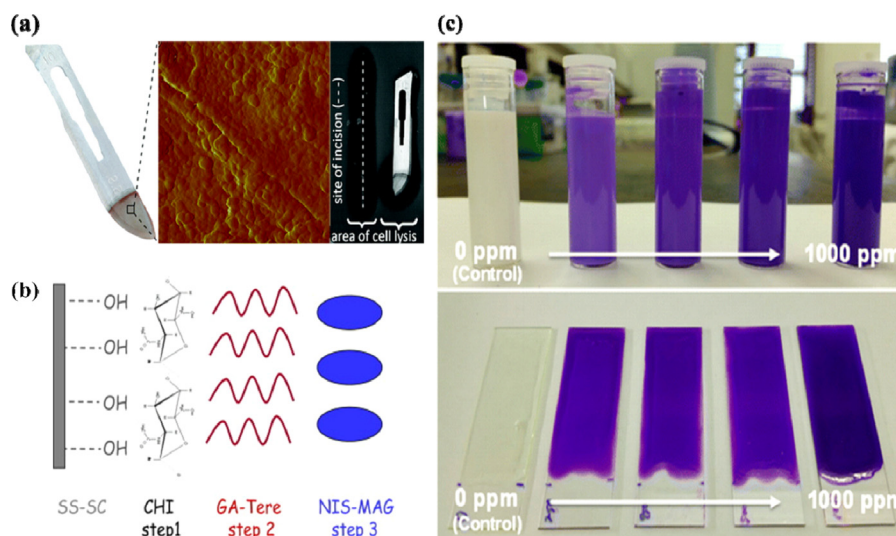 (a)
site of incision (---)
area of cell lysis
(b)
OH
OH
OH
OH
SS-SC
CHI
step1
GA-Tere
step 2
NIS-MAG
step 3
(c)
0 ppm
(Control)
1000 ppm
0 ppm
(Control)
1000 ppm